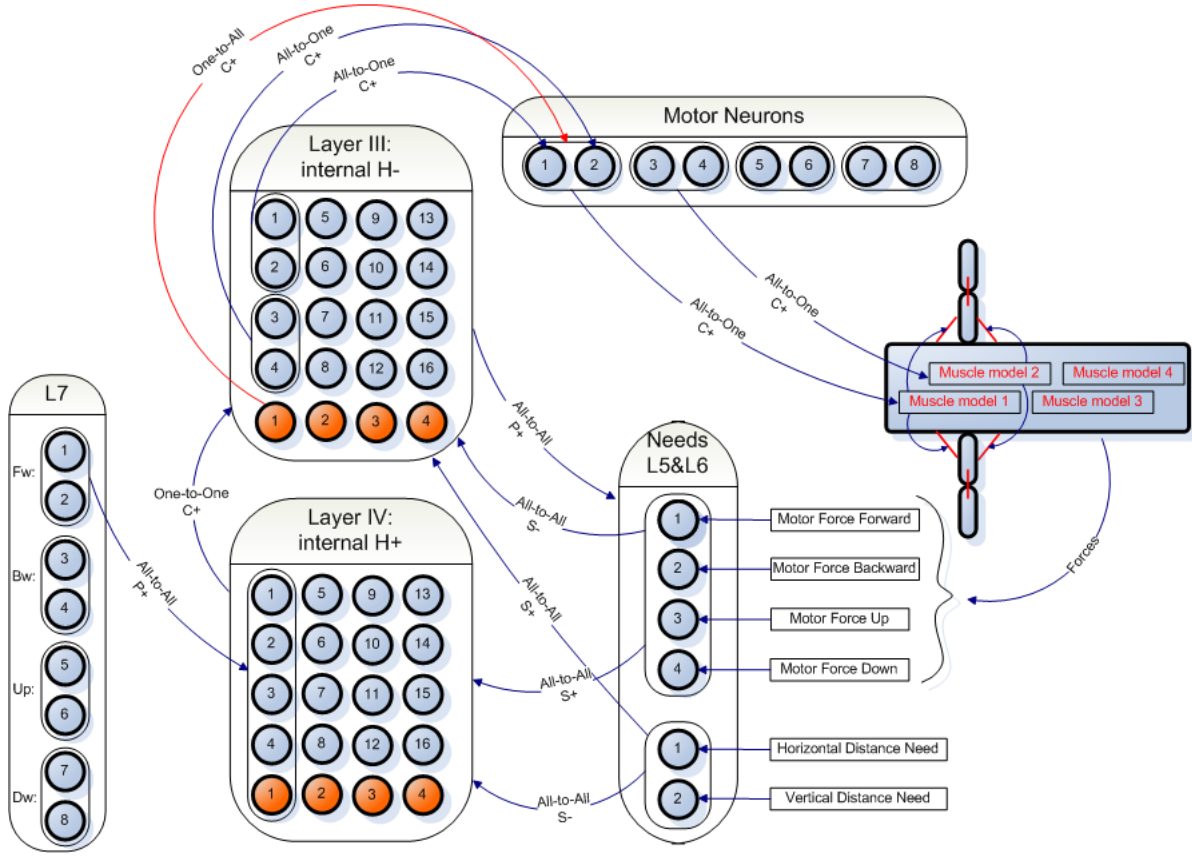 One-to-All
C+
All-to-One
C+
All-to-One
C+
Motor Neurons
1 2 3 4 5 6 7 8
Layer III:
internal H-
1 5 9 13
2 6 10 14
3 7 11 15
4 8 12 16
1 2 3 4
All-to-One
C+
All-to-One
C+
Muscle model 2
Muscle model 4
Muscle model 1
Muscle model 3
L7
Fw:
1
2
Bw:
3
4
Up:
5
6
Dw:
7
8
One-to-One
C+
All-to-All
P+
All-to-All
P+
All-to-All
S-
All-to-All
S+
All-to-All
S+
All-to-All
S-
Layer IV:
internal H+
1 5 9 13
2 6 10 14
3 7 11 15
4 8 12 16
1 2 3 4
Needs
L5&L6
1
2
3
4
1
2
Motor Force Forward
Motor Force Backward
Motor Force Up
Motor Force Down
Horizontal Distance Need
Vertical Distance Need
Forces